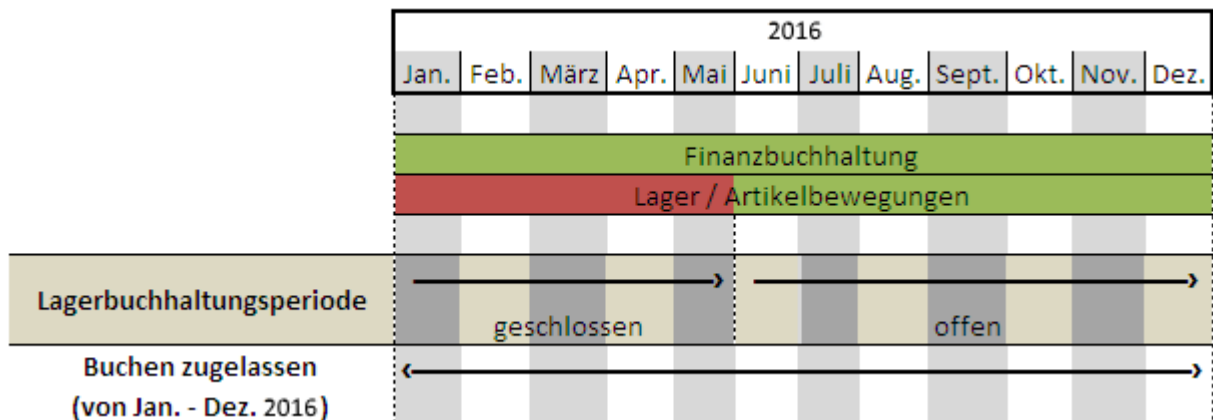 2016
Jan. Feb. März Apr. Mai Juni Juli Aug. Sept. Okt. Nov. Dez.
Finanzbuchhaltung
Lager / Artikelbewegungen
Lagerbuchhaltungsperiode
geschlossen offen
Buchen zugelassen
(von Jan. - Dez. 2016)